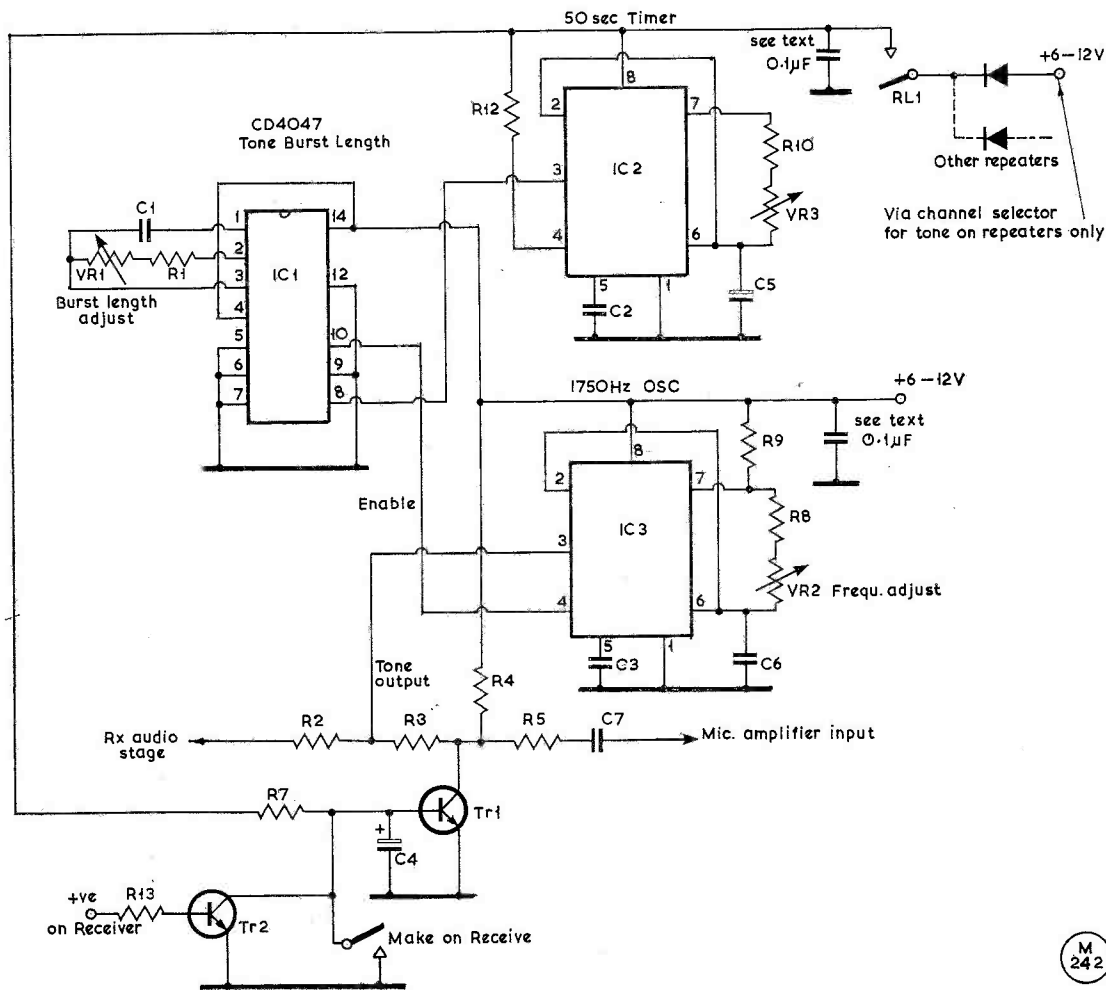 50 sec Timer
see text
0·1µF
+6-12V
RL1
Other repeaters
Via channel selector
for tone on repeaters only
R12
8
2
7
3
IC2
R10
VR3
4
6
5
1
C2
C5
CD4047
Tone Burst Length
C1
1
14
2
VR1
R1
3
IC1
12
Burst length
adjust
4
10
5
6
9
7
8
1750Hz OSC
+6-12V
see text
0·1µF
R9
8
2
7
R8
Enable
3
IC3
VR2 Frequ. adjust
4
6
5
1
C3
C6
Tone
output
R4
R2
R3
R5
C7
Rx audio
stage
Mic. amplifier input
R7
Tr1
+
C4
+ve
on Receiver
R13
Tr2
Make on Receive
M
242